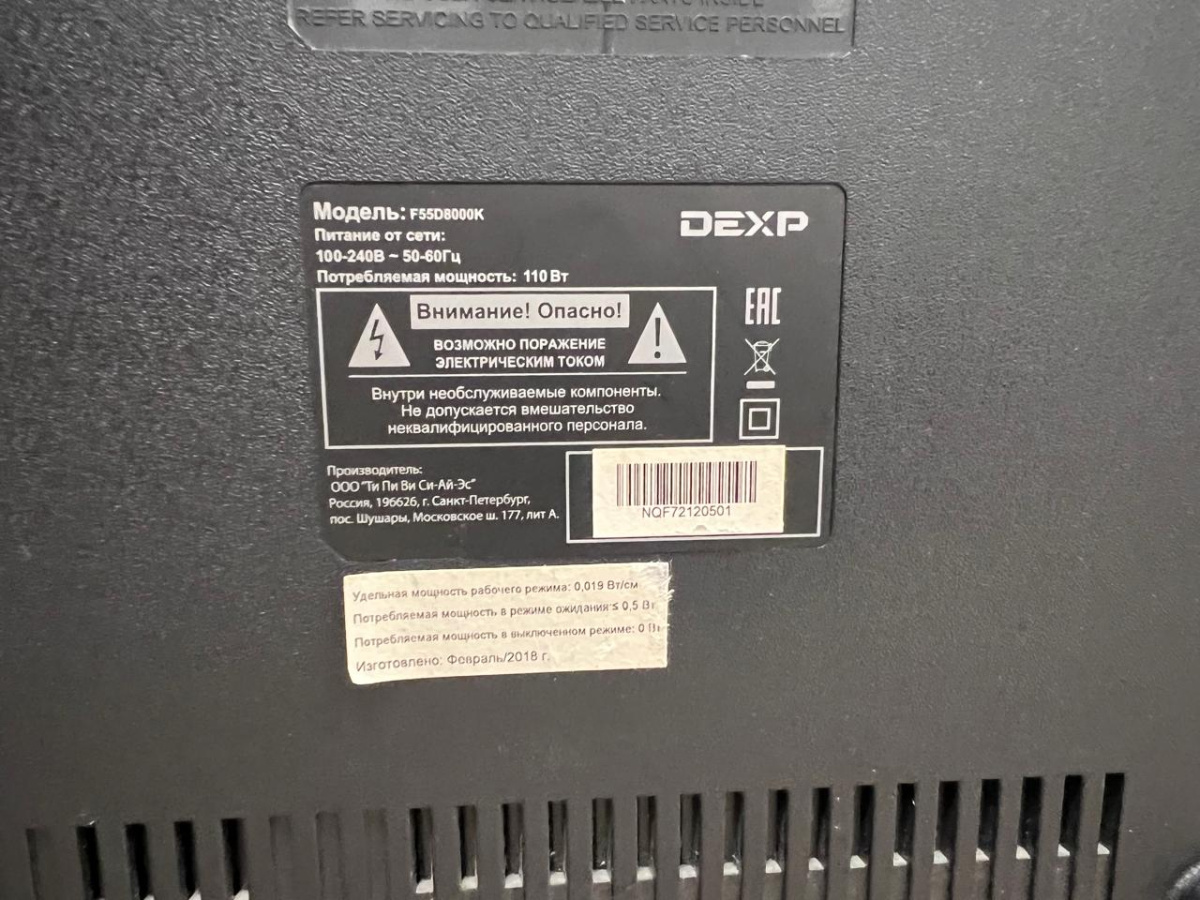 REFER SERVICING TO QUALIFIED SERVICE PERSONNEL
Модель: F55D8000K
DEXP
Питание от сети:
100-240В ~ 50-60Гц
Потребляемая мощность: 110 Вт
Внимание! Опасно!
ВОЗМОЖНО ПОРАЖЕНИЕ
ЭЛЕКТРИЧЕСКИМ ТОКОМ
Внутри необслуживаемые компоненты.
Не допускается вмешательство
неквалифицированного персонала.
EAC
Производитель:
ООО "Ти Пи Ви Си-Ай-Эс"
Россия, 196626, г. Санкт-Петербург,
пос. Шушары, Московское ш. 177, лит А.
NQF72120501
Удельная мощность рабочего режима: 0,019 Вт/см
Потребляемая мощность в режиме ожидания:≤ 0,5 Вт
Потребляемая мощность в выключенном режиме: 0 Вт
Изготовлено: Февраль/2018 г.